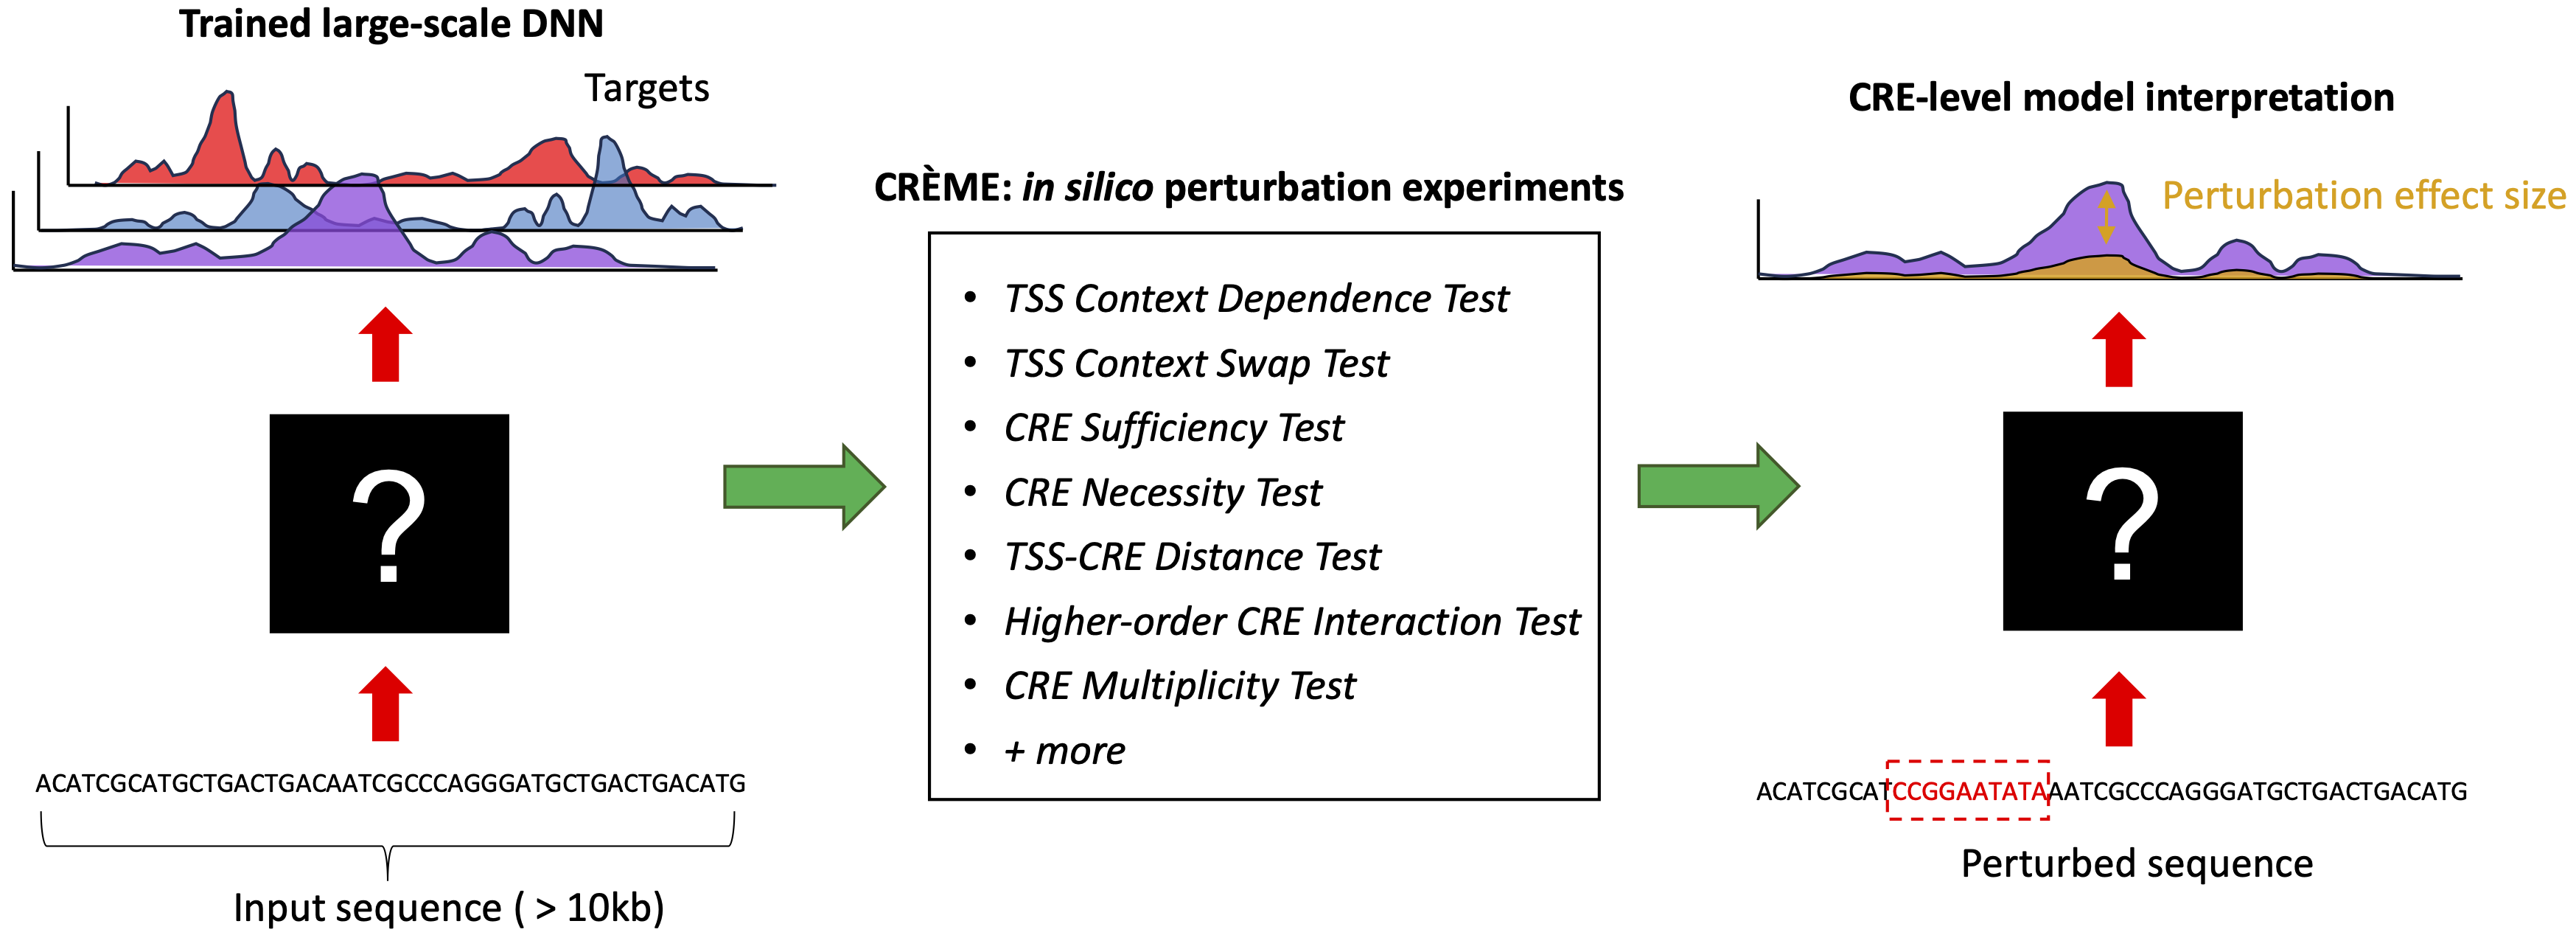 Trained large-scale DNN
Targets
?
ACATCGCATGCTGACTGACAATCGCCCAGGGATGCTGACTGACATG
Input sequence ( > 10kb)
CRÈME: in silico perturbation experiments
• TSS Context Dependence Test
• TSS Context Swap Test
• CRE Sufficiency Test
• CRE Necessity Test
• TSS-CRE Distance Test
• Higher-order CRE Interaction Test
• CRE Multiplicity Test
• + more
CRE-level model interpretation
Perturbation effect size
?
ACATCGCATCCGGAATATAAATCGCCCAGGGATGCTGACTGACATG
Perturbed sequence